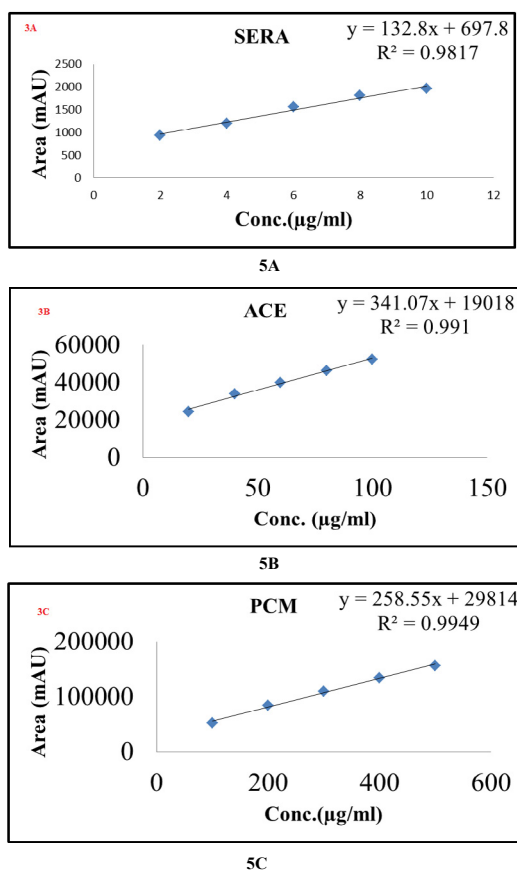 3A
SERA
y = 132.8x + 697.8
R² = 0.9817
Area (mAU)
2500
2000
1500
1000
500
0
0 2 4 6 8 10 12
Conc.(µg/ml)
5A
3B
ACE
y = 341.07x + 19018
R² = 0.991
Area (mAU)
60000
40000
20000
0
0 50 100 150
Conc. (µg/ml)
5B
3C
PCM
y = 258.55x + 29814
R² = 0.9949
Area (mAU)
200000
100000
0
0 200 400 600
Conc.(µg/ml)
5C